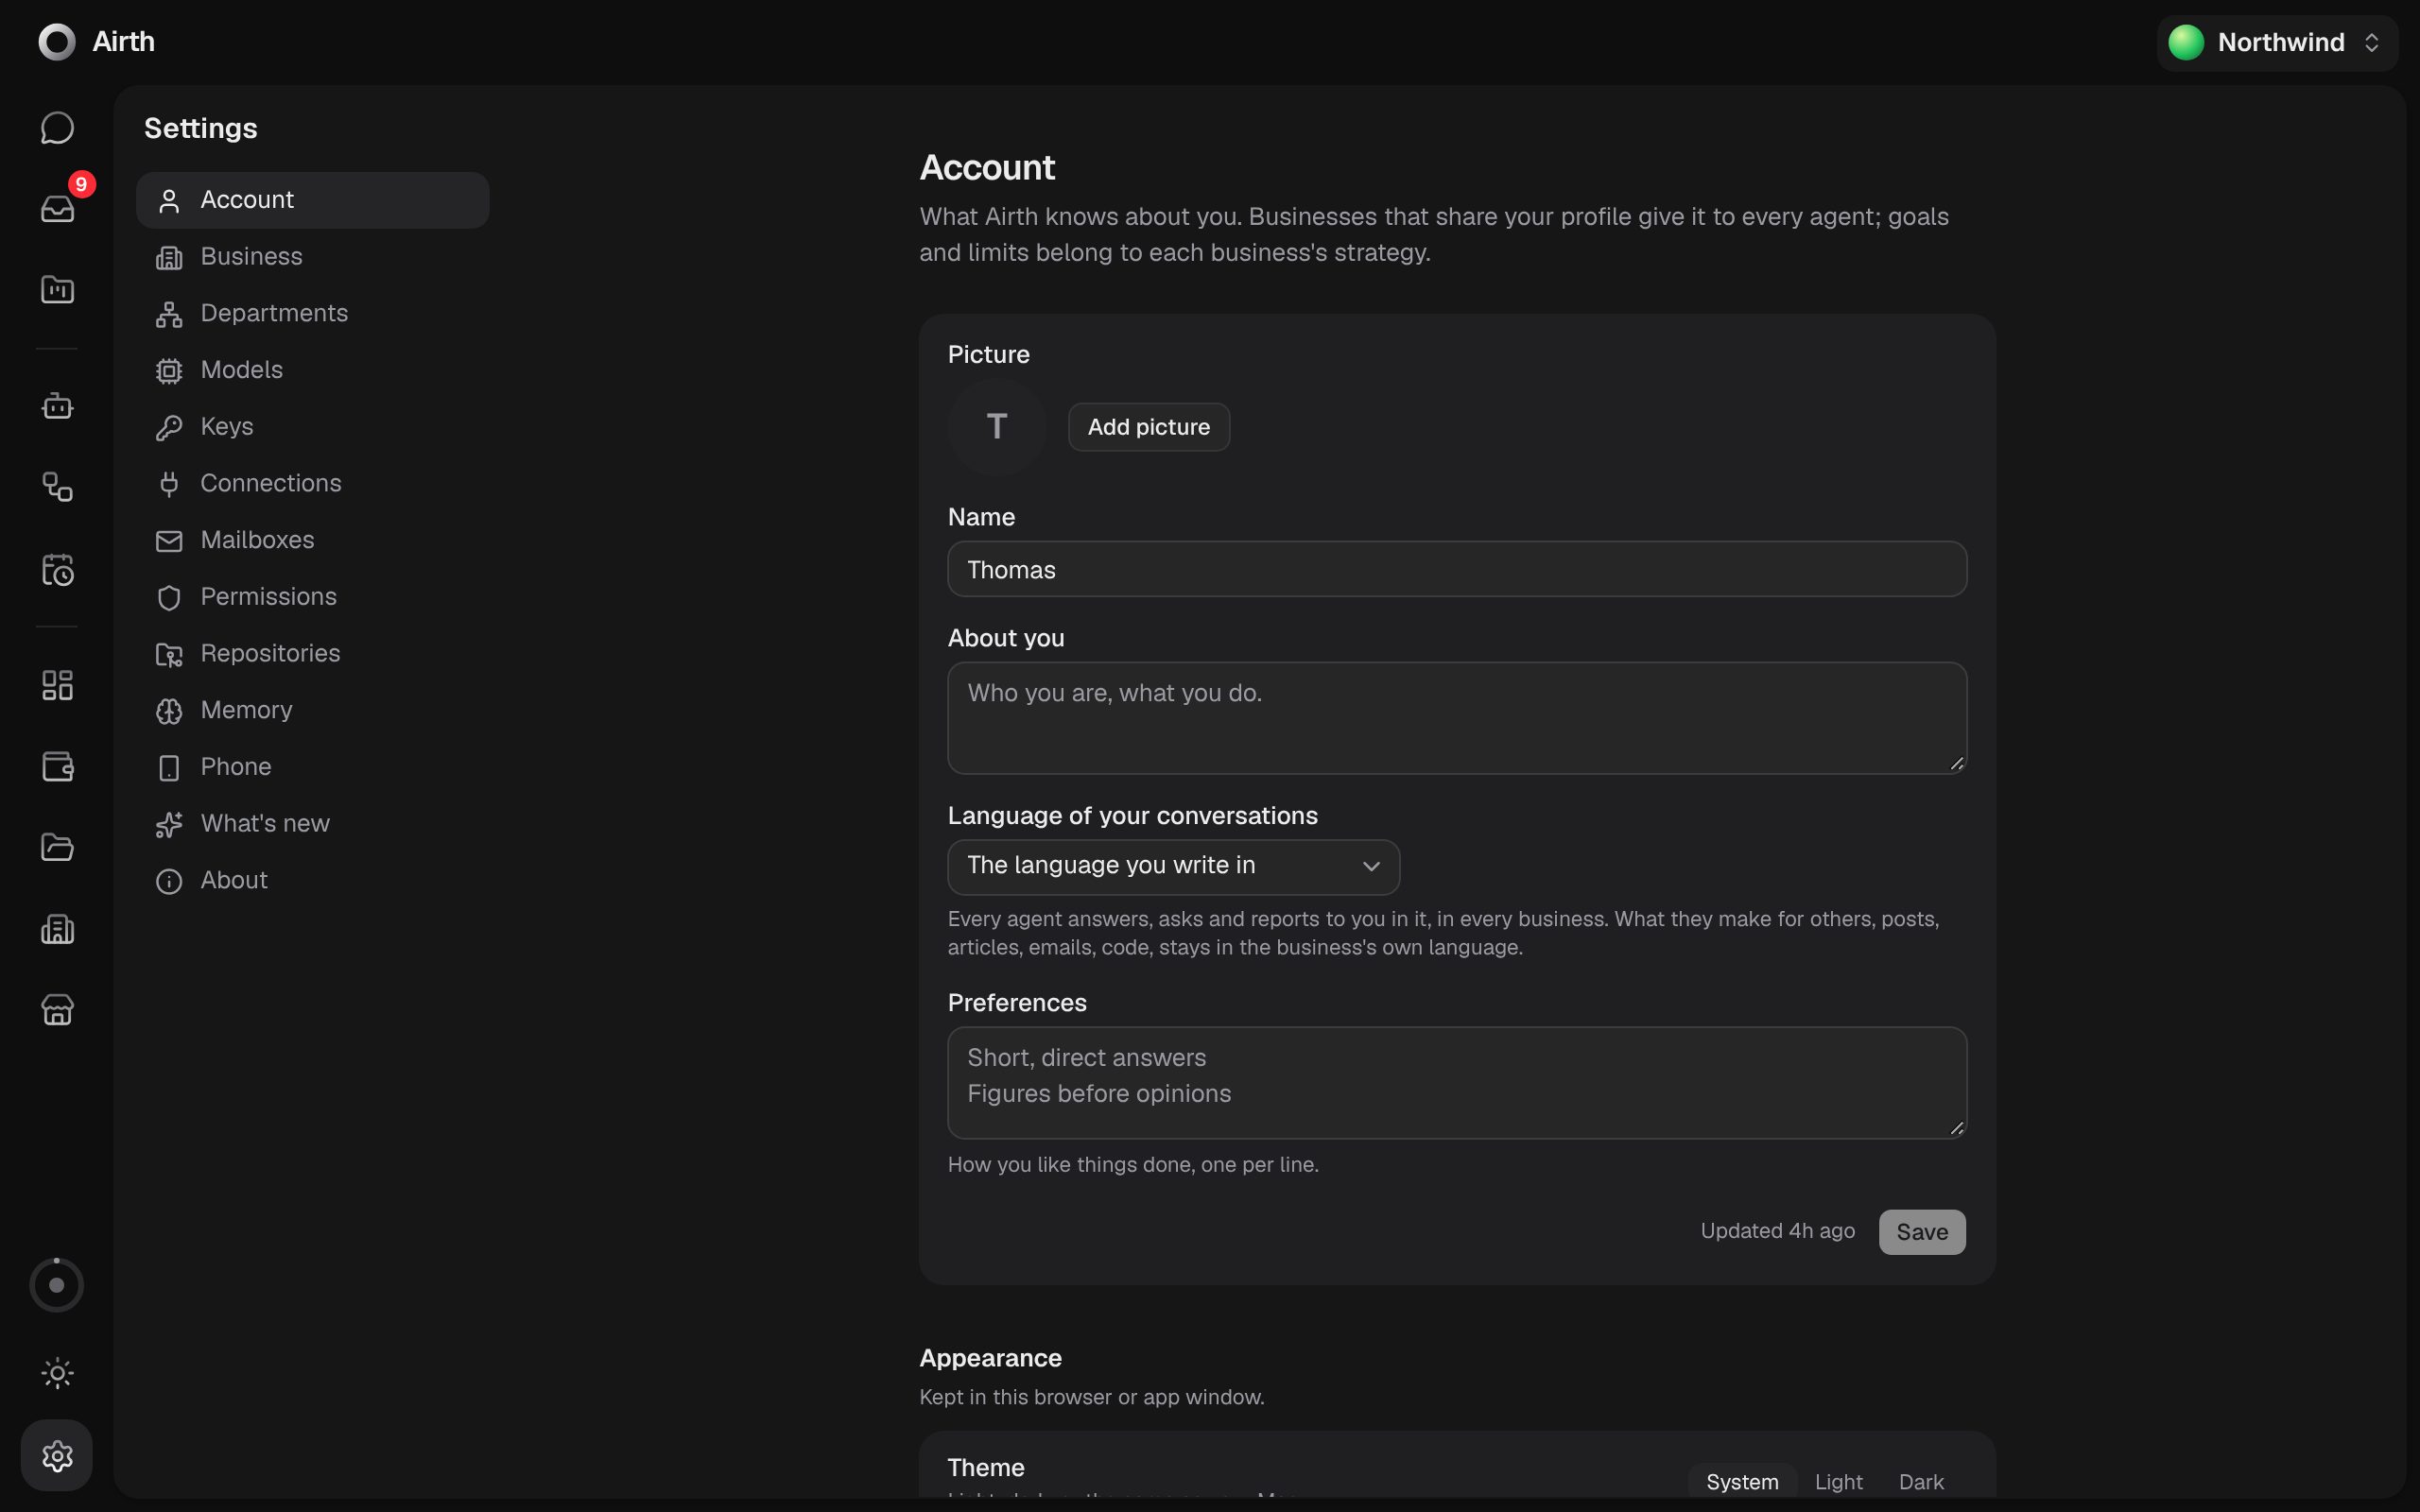 Airth
Northwind
9
Settings
Account
Business
Departments
Models
Keys
Connections
Mailboxes
Permissions
Repositories
Memory
Phone
What's new
About
Account
What Airth knows about you. Businesses that share your profile give it to every agent; goals
and limits belong to each business's strategy.
Picture
T
Add picture
Name
Thomas
About you
Who you are, what you do.
Language of your conversations
The language you write in
Every agent answers, asks and reports to you in it, in every business. What they make for others, posts,
articles, emails, code, stays in the business's own language.
Preferences
Short, direct answers
Figures before opinions
How you like things done, one per line.
Updated 4h ago
Save
Appearance
Kept in this browser or app window.
Theme
System
Light
Dark